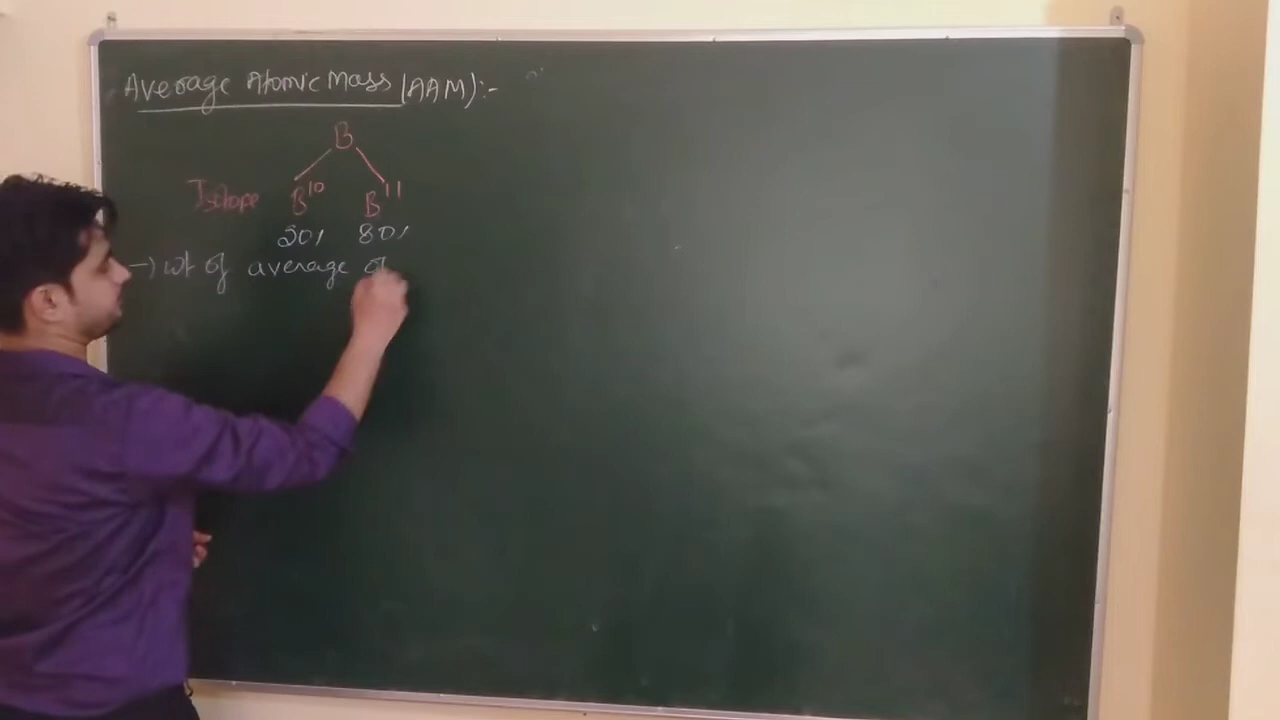 Average Atomic Mass (AAM):-
B
Isotope B¹⁰ B¹¹
20% 80%
→ wt of average of